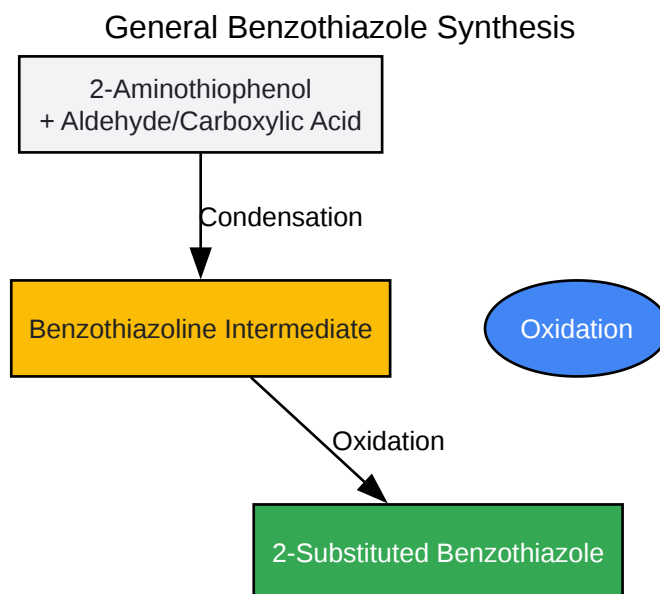 General Benzothiazole Synthesis
2-Aminothiophenol
+ Aldehyde/Carboxylic Acid
Condensation
Benzothiazoline Intermediate
Oxidation
Oxidation
2-Substituted Benzothiazole